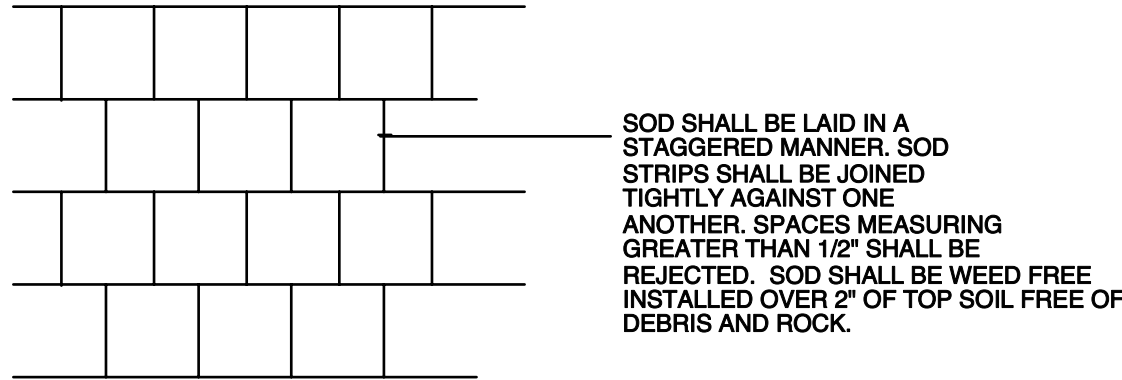 SOD SHALL BE LAID IN A
STAGGERED MANNER. SOD
STRIPS SHALL BE JOINED
TIGHTLY AGAINST ONE
ANOTHER. SPACES MEASURING
GREATER THAN 1/2" SHALL BE
REJECTED.  SOD SHALL BE WEED FREE
INSTALLED OVER 2" OF TOP SOIL FREE OF
DEBRIS AND ROCK.